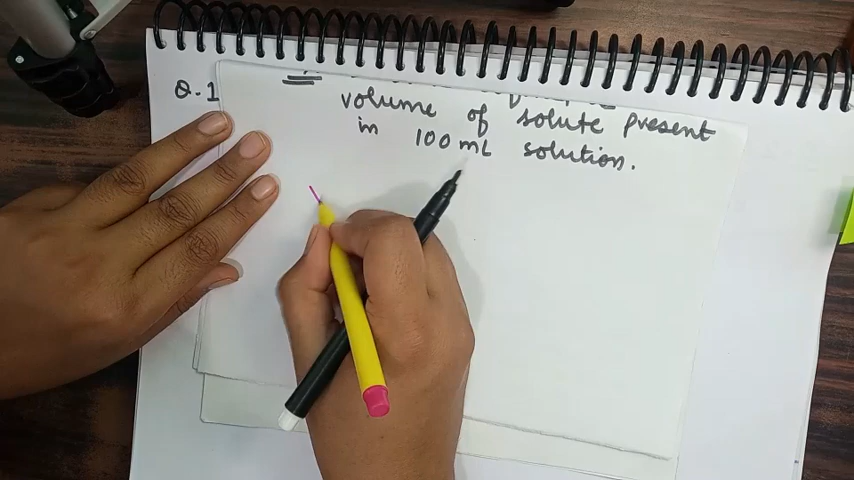 Q.1
volume of solute present
in 100 mL solution.